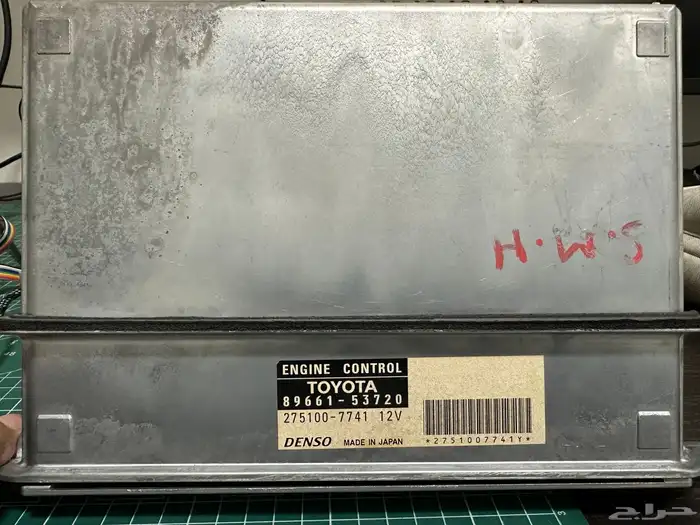 H.W.S
ENGINE CONTROL
TOYOTA
89661-53720
275100-7741 12V
DENSO MADE IN JAPAN
*2751007741Y*
حراج